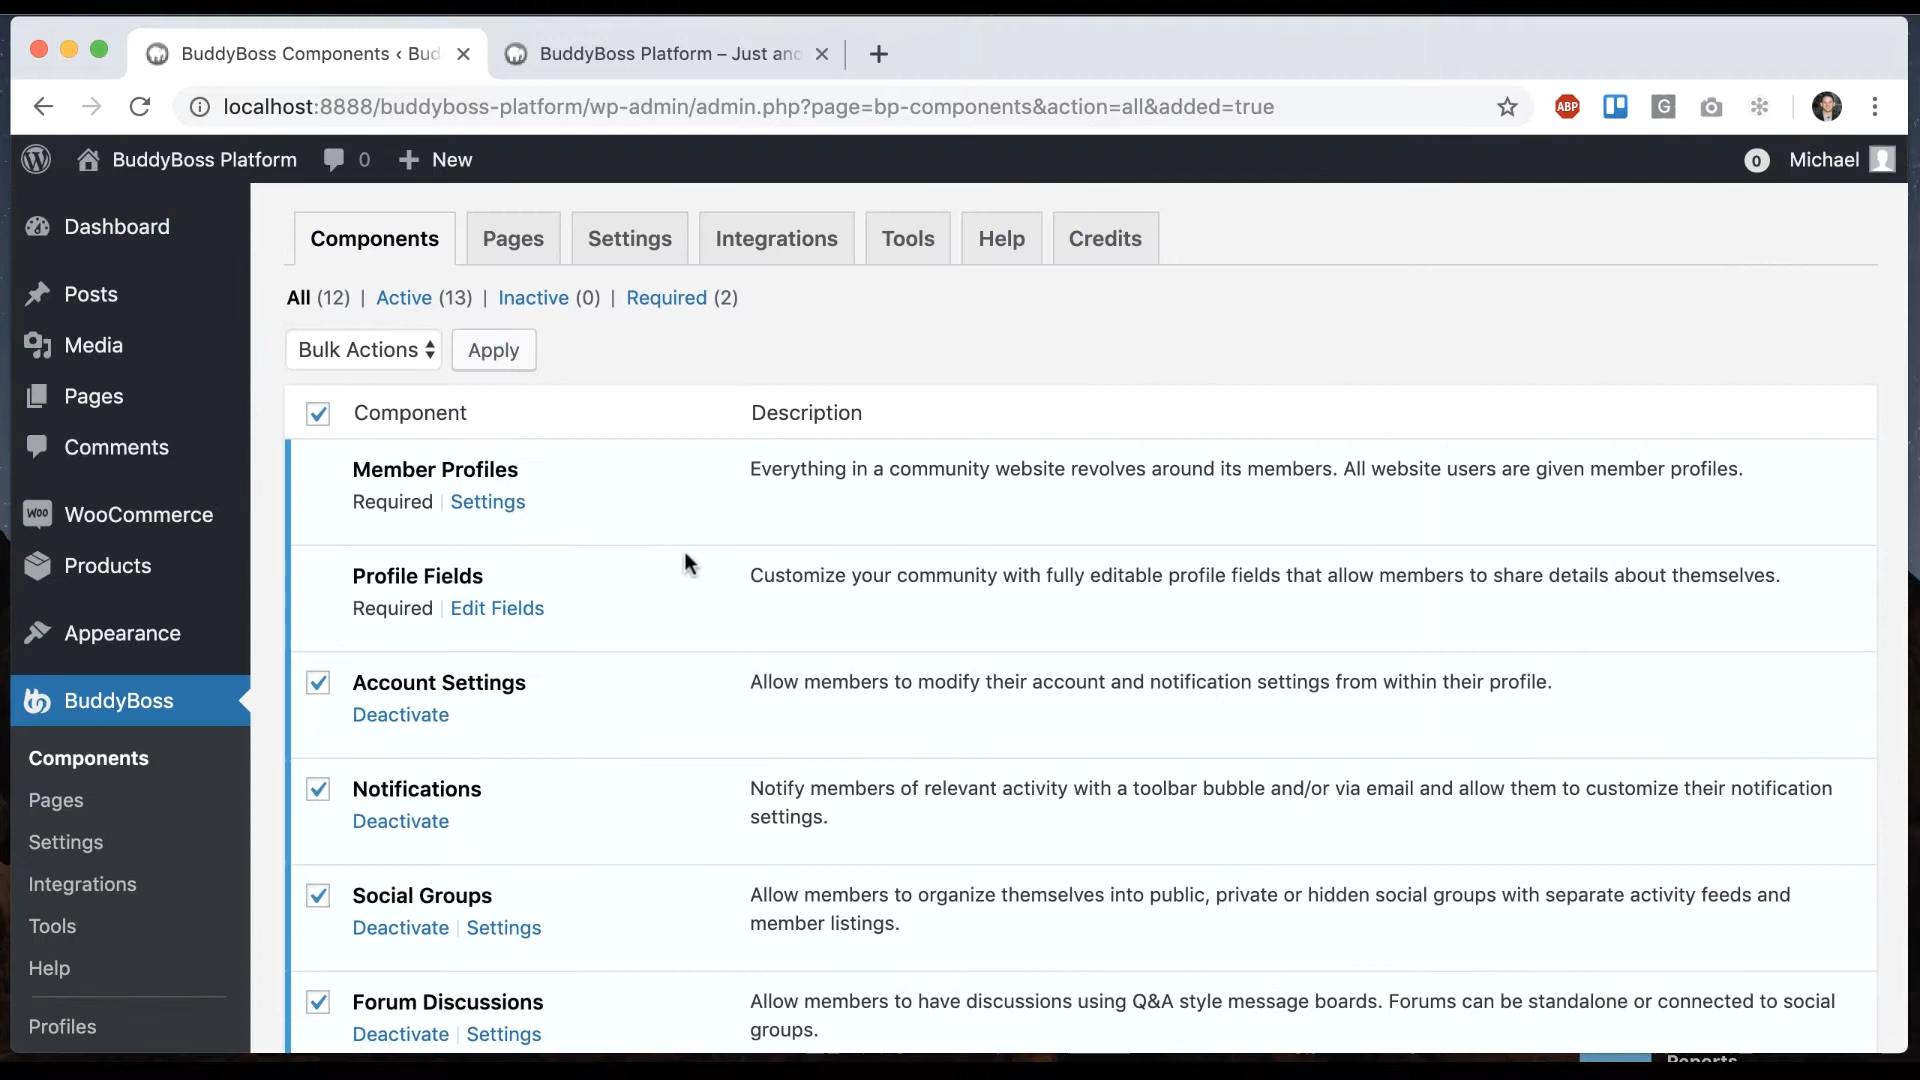 BuddyBoss Components ‹ Bud
BuddyBoss Platform – Just and
localhost:8888/buddyboss-platform/wp-admin/admin.php?page=bp-components&action=all&added=true
ABP
G
BuddyBoss Platform 0 New
0 Michael
Dashboard
Posts
Media
Pages
Comments
Woo WooCommerce
Products
Appearance
BuddyBoss
Components
Pages
Settings
Integrations
Tools
Help
Profiles
Components Pages Settings Integrations Tools Help Credits
All (12) | Active (13) | Inactive (0) | Required (2)
Bulk Actions Apply
Component Description
Member Profiles
Required | Settings
Everything in a community website revolves around its members. All website users are given member profiles.
Profile Fields
Required | Edit Fields
Customize your community with fully editable profile fields that allow members to share details about themselves.
Account Settings
Deactivate
Allow members to modify their account and notification settings from within their profile.
Notifications
Deactivate
Notify members of relevant activity with a toolbar bubble and/or via email and allow them to customize their notification
settings.
Social Groups
Deactivate | Settings
Allow members to organize themselves into public, private or hidden social groups with separate activity feeds and
member listings.
Forum Discussions
Deactivate | Settings
Allow members to have discussions using Q&A style message boards. Forums can be standalone or connected to social
groups.
Reports